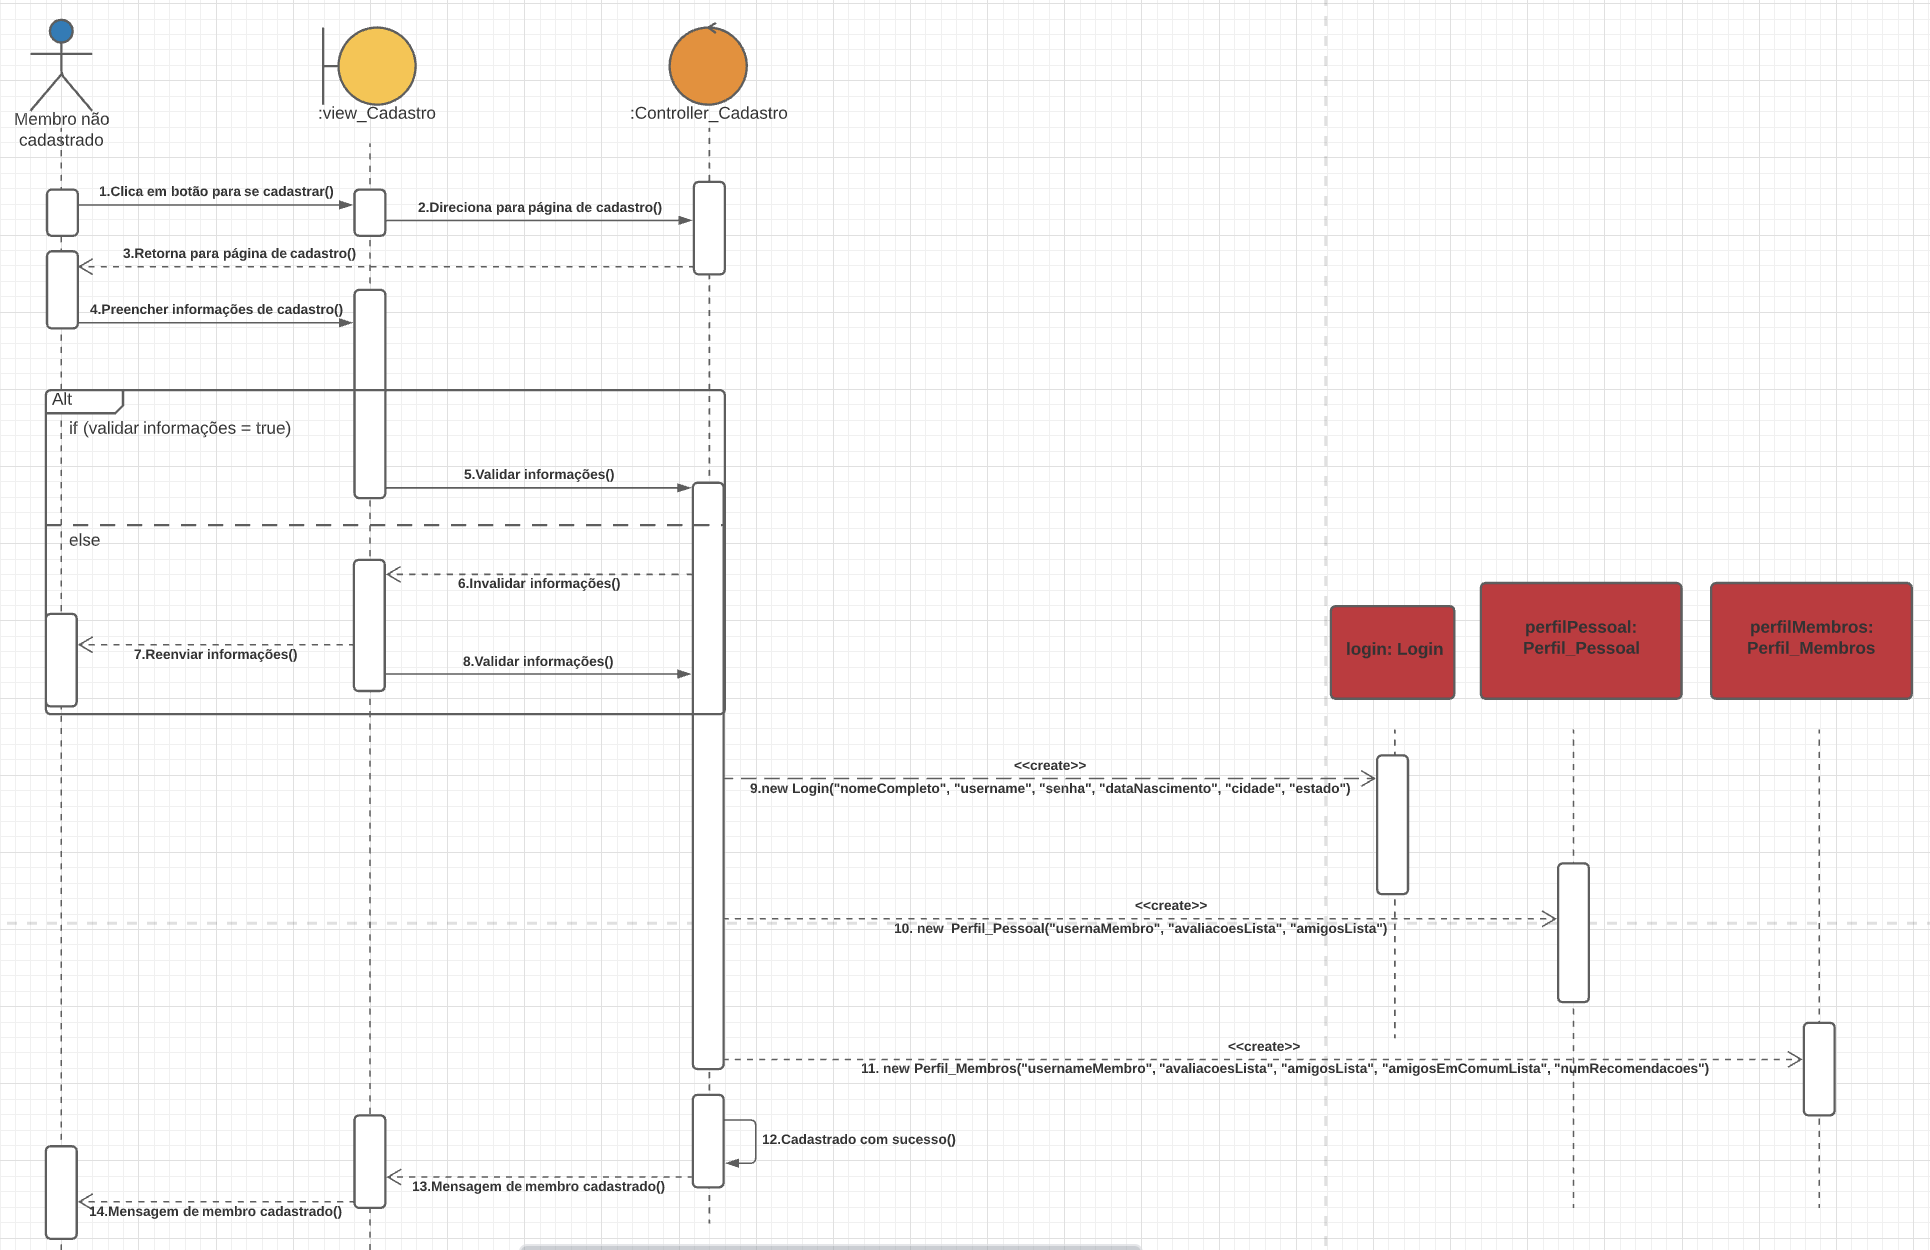 Membro não
cadastrado
:view_Cadastro
:Controller_Cadastro
1.Clica em botão para se cadastrar()
2.Direciona para página de cadastro()
3.Retorna para página de cadastro()
4.Preencher informações de cadastro()
Alt
if (validar informações = true)
5.Validar informações()
else
6.Invalidar informações()
7.Reenviar informações()
8.Validar informações()
login: Login
perfilPessoal:
Perfil_Pessoal
perfilMembros:
Perfil_Membros
<<create>>
9.new Login("nomeCompleto", "username", "senha", "dataNascimento", "cidade", "estado")
<<create>>
10. new  Perfil_Pessoal("usernaMembro", "avaliacoesLista", "amigosLista")
<<create>>
11. new Perfil_Membros("usernameMembro", "avaliacoesLista", "amigosLista", "amigosEmComumLista", "numRecomendacoes")
12.Cadastrado com sucesso()
13.Mensagem de membro cadastrado()
14.Mensagem de membro cadastrado()